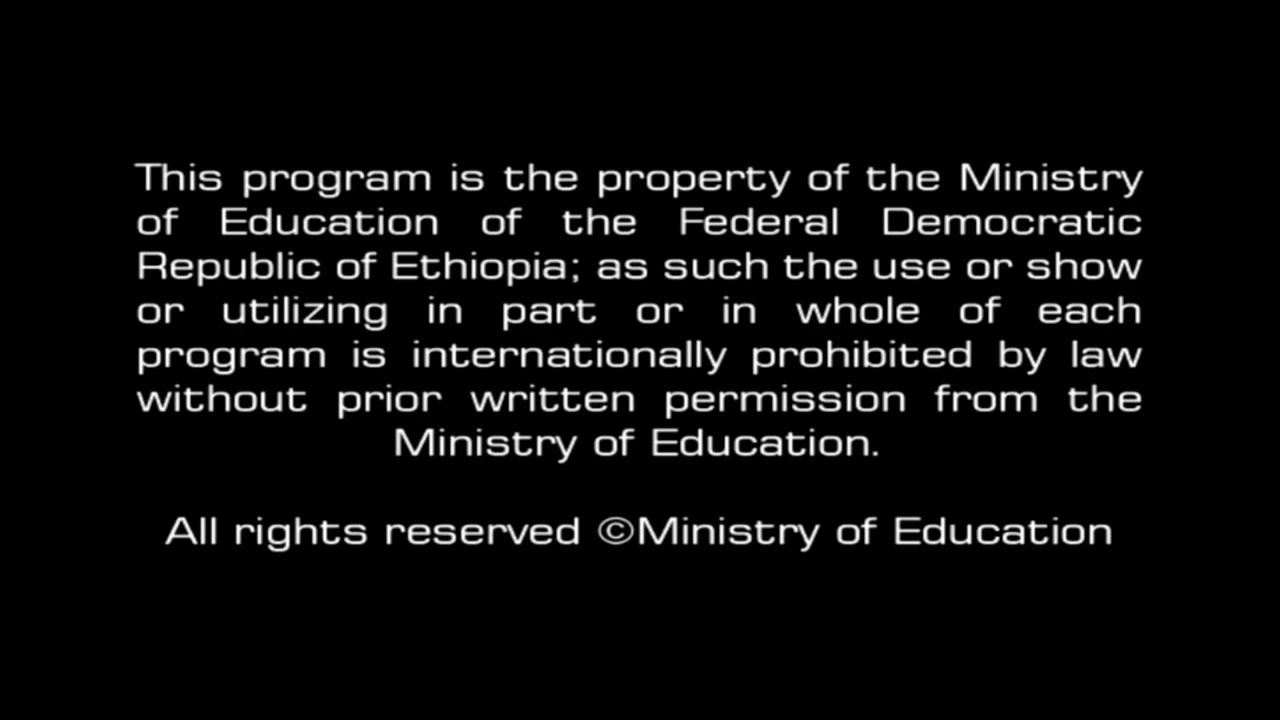 This program is the property of the Ministry
of Education of the Federal Democratic
Republic of Ethiopia; as such the use or show
or utilizing in part or in whole of each
program is internationally prohibited by law
without prior written permission from the
Ministry of Education.
All rights reserved ©Ministry of Education